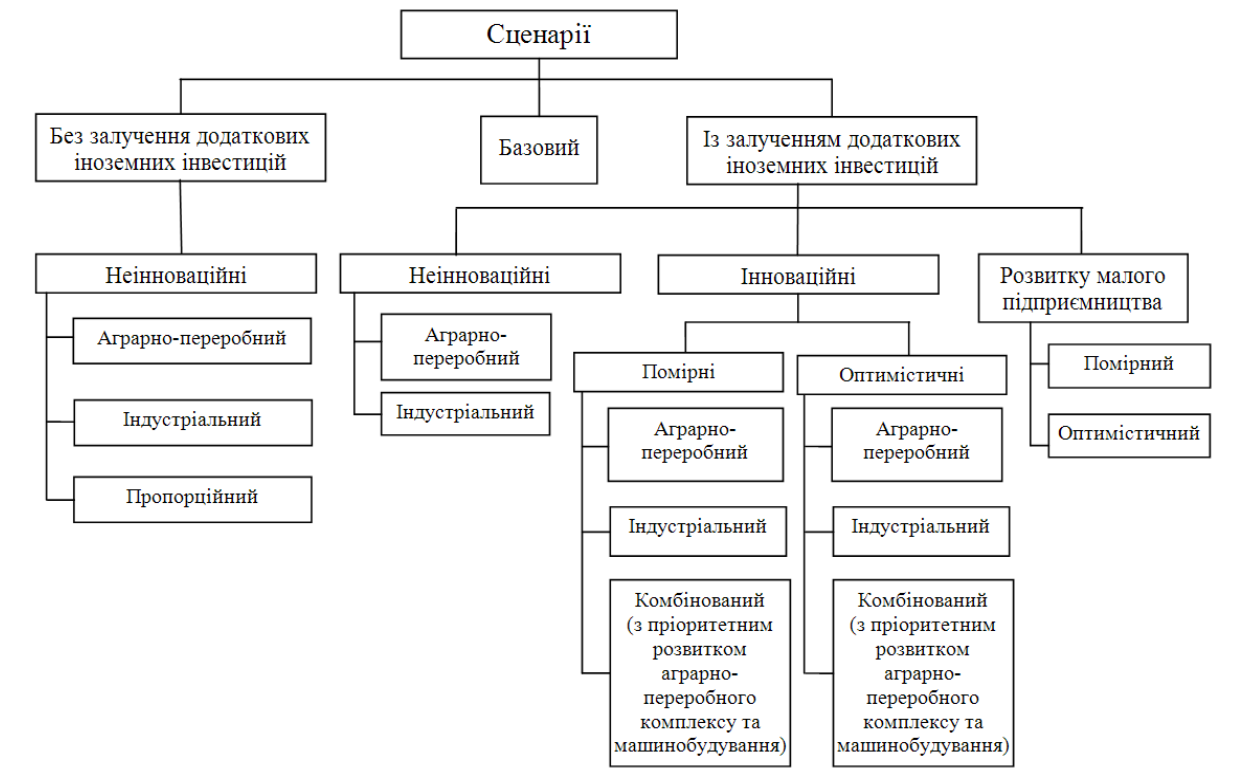 Сценарії
Без залучення додаткових
іноземних інвестицій
Базовий
Із залученням додаткових
іноземних інвестицій
Неінноваційні
Аграрно-переробний
Індустріальний
Пропорційний
Неінноваційні
Аграрно-
переробний
Індустріальний
Інноваційні
Помірні
Аграрно-
переробний
Індустріальний
Комбінований
(з пріоритетним
розвитком
аграрно-
переробного
комплексу та
машинобудування)
Оптимістичні
Аграрно-
переробний
Індустріальний
Комбінований
(з пріоритетним
розвитком
аграрно-
переробного
комплексу та
машинобудування)
Розвитку малого
підприємництва
Помірний
Оптимістичний